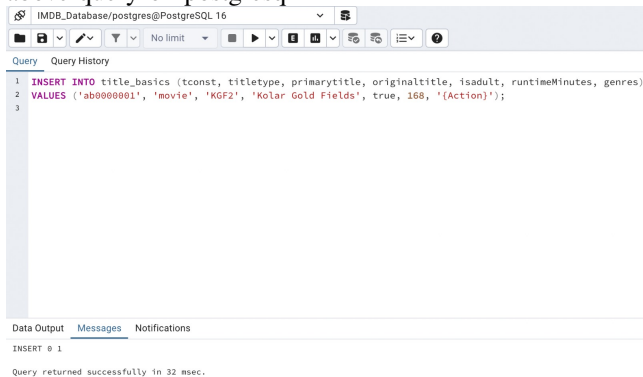 IMDB_Database/postgres@PostgreSQL 16
No limit
E
Query Query History
1 INSERT INTO title_basics (tconst, titletype, primarytitle, originaltitle, isadult, runtimeMinutes, genres)
2 VALUES ('ab0000001', 'movie', 'KGF2', 'Kolar Gold Fields', true, 168, '{Action}');
3
Data Output Messages Notifications
INSERT 0 1
Query returned successfully in 32 msec.